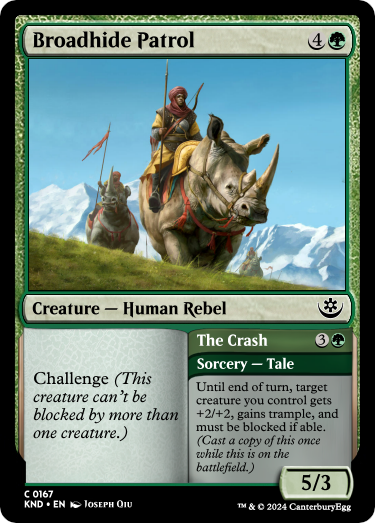 Broadhide Patrol 4
Creature — Human Rebel
The Crash 3
Sorcery — Tale
Challenge (This
creature can't be
blocked by more than
one creature.)
Until end of turn, target
creature you control gets
+2/+2, gains trample, and
must be blocked if able.
(Cast a copy of this once
while this is on the
battlefield.)
5/3
C 0167
KND • EN Joseph Qiu
™ & © 2024 CanterburyEgg